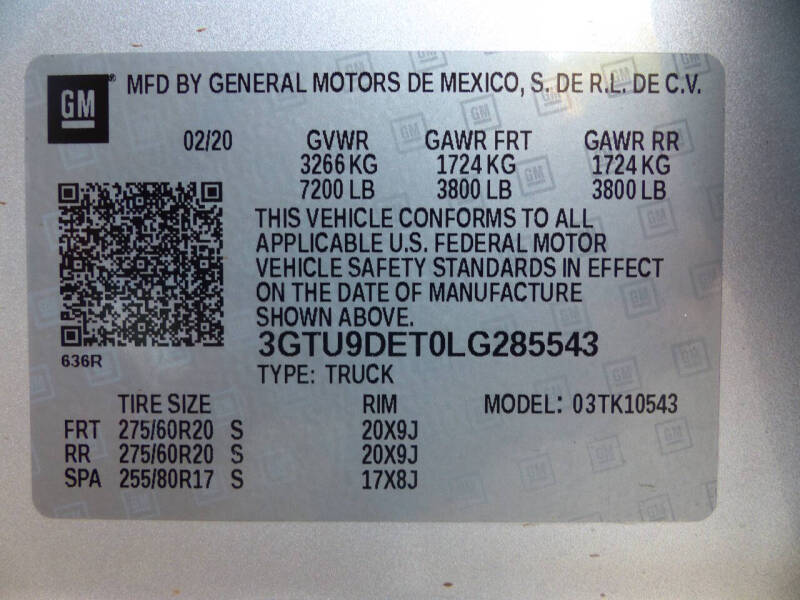 GM ® MFD BY GENERAL MOTORS DE MEXICO, S. DE R.L. DE C.V.
02/20 GVWR GAWR FRT GAWR RR
3266 KG 1724 KG 1724 KG
7200 LB 3800 LB 3800 LB
THIS VEHICLE CONFORMS TO ALL
APPLICABLE U.S. FEDERAL MOTOR
VEHICLE SAFETY STANDARDS IN EFFECT
ON THE DATE OF MANUFACTURE
SHOWN ABOVE.
3GTU9DET0LG285543
636R
TYPE: TRUCK
TIRE SIZE RIM MODEL: 03TK10543
FRT 275/60R20 S 20X9J
RR 275/60R20 S 20X9J
SPA 255/80R17 S 17X8J